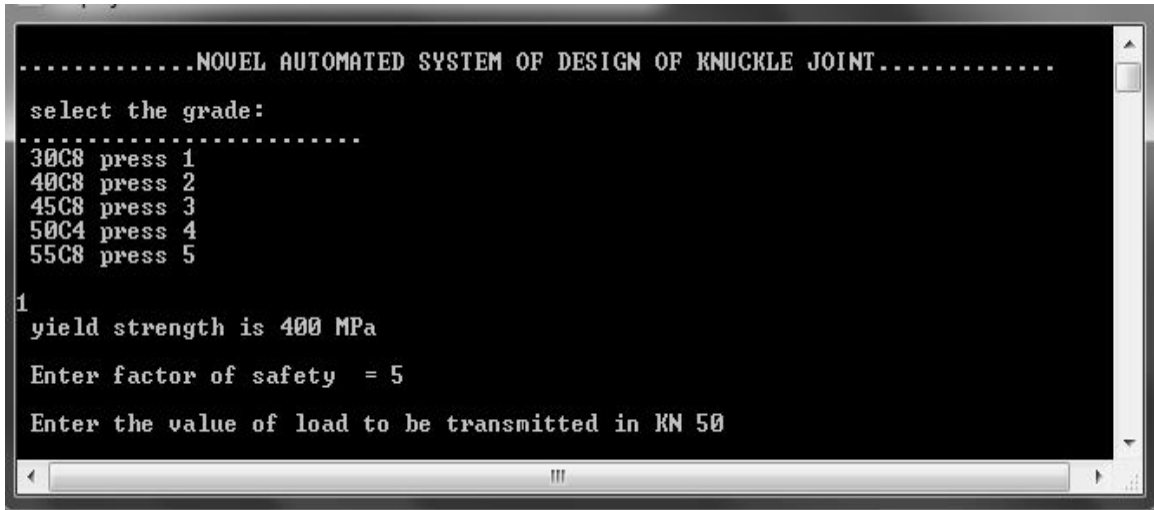 .............NOVEL AUTOMATED SYSTEM OF DESIGN OF KNUCKLE JOINT.............
select the grade:
.........................
30C8 press 1
40C8 press 2
45C8 press 3
50C4 press 4
55C8 press 5
1
yield strength is 400 MPa
Enter factor of safety = 5
Enter the value of load to be transmitted in KN 50